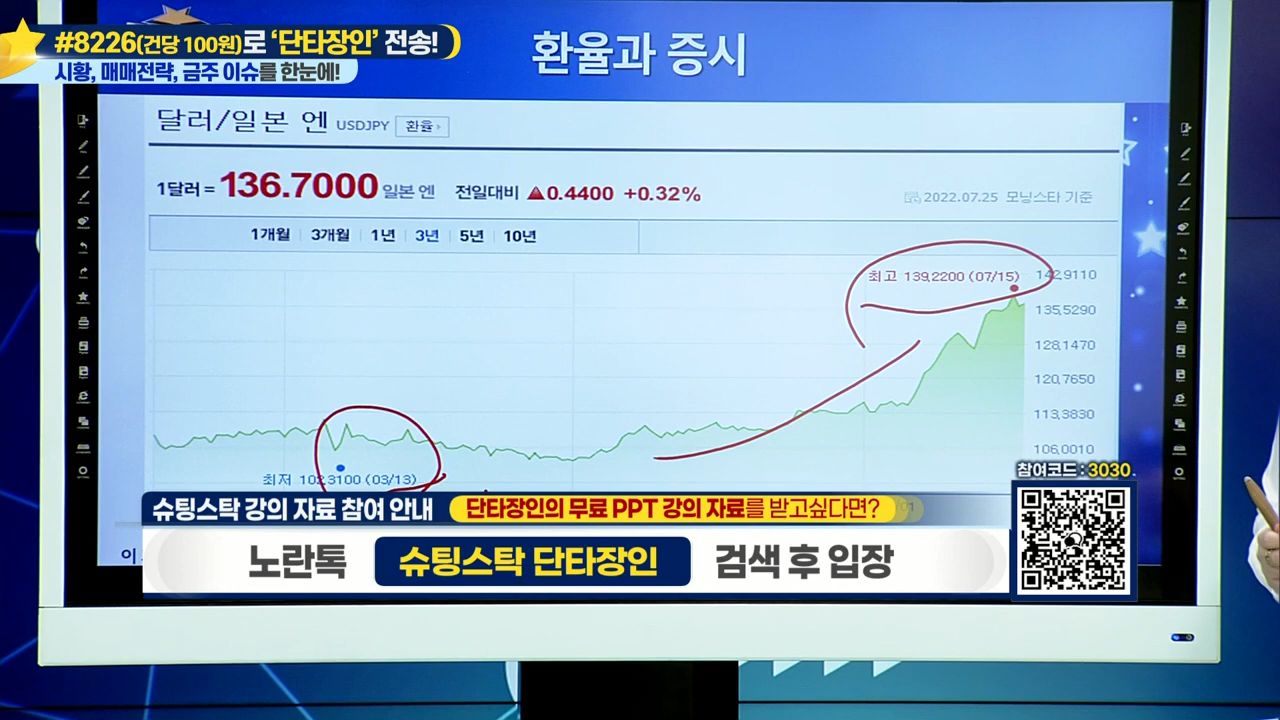 #8226(건당 100원)로 '단타장인' 전송!
시황, 매매전략, 금주 이슈를 한눈에!
환율과 증시
달러/일본 엔 USDJPY 환율›
1달러 = 136.7000 일본 엔 전일대비 ▲0.4400 +0.32%
2022.07.25 모닝스타 기준
1개월 3개월 1년 3년 5년 10년
최고 139.2200 (07/15)
142.9110
135.5290
128.1470
120.7650
113.3830
106.0010
최저 102.3100 (03/13)
참여코드 : 3030
슈팅스탁 강의 자료 참여 안내 단타장인의 무료 PPT 강의 자료를 받고싶다면?
노란톡 슈팅스탁 단타장인 검색 후 입장